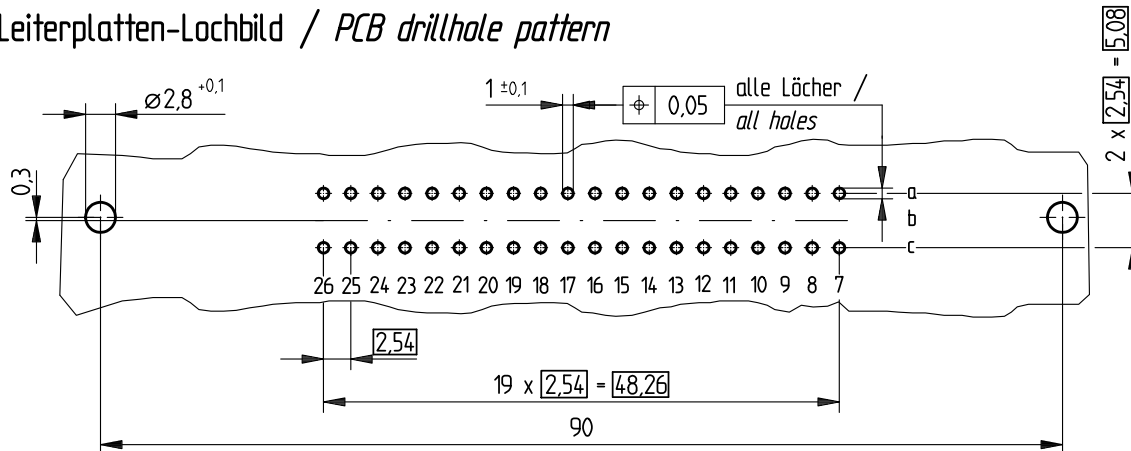 Leiterplatten-Lochbild / PCB drillhole pattern
2 x 2,54 = 5,08
⌀2,8 +0,1
1 ±0,1
⌖ 0,05
alle Löcher /
all holes
0,3
a
b
c
26 25 24 23 22 21 20 19 18 17 16 15 14 13 12 11 10 9 8 7
2,54
19 x 2,54 = 48,26
90